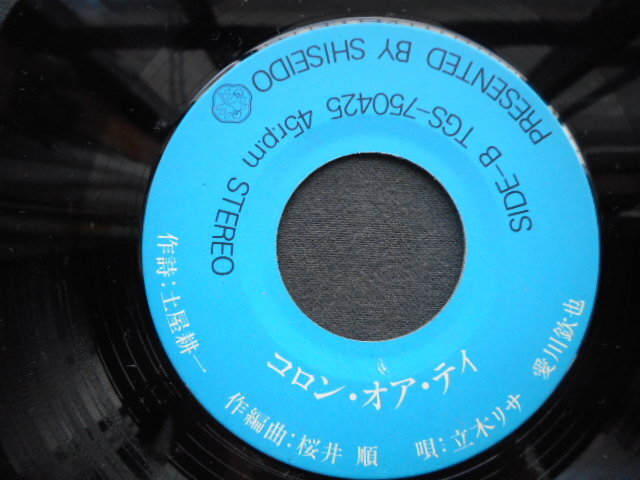 PRESENTED BY SHISEIDO
SIDE-B TGS-750425 45rpm STEREO
コロン・オア・テイ
作詩:土屋耕一
作編曲:桜井 順
唄:立木リサ 愛川欽也